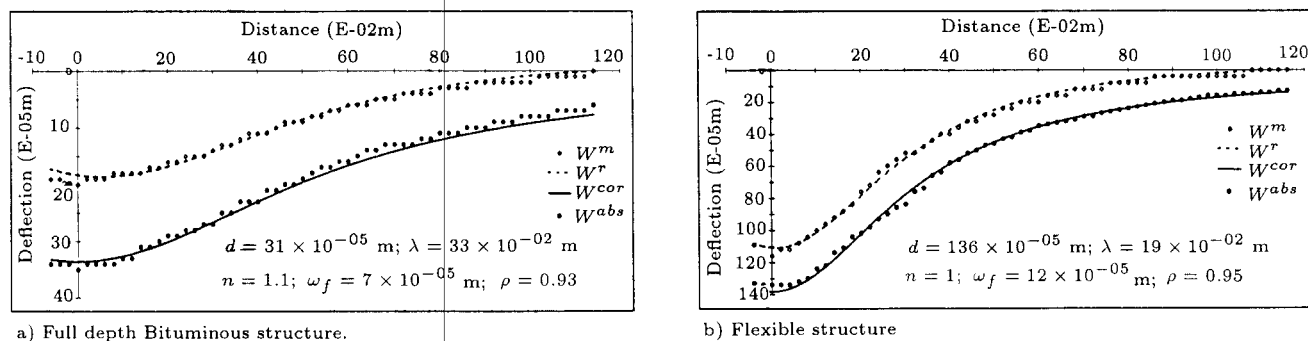 Distance (E-02m)
-10 0 20 40 60 80 100 120
Deflection (E-05m)
10
20
30
40
W^m
W^r
W^cor
W^abs
d = 31 × 10^-05 m; λ = 33 × 10^-02 m
n = 1.1; ω_f = 7 × 10^-05 m; ρ = 0.93
a) Full depth Bituminous structure.
Distance (E-02m)
-10 0 20 40 60 80 100 120
Deflection (E-05m)
20
40
60
80
100
120
140
W^m
W^r
W^cor
W^abs
d = 136 × 10^-05 m; λ = 19 × 10^-02 m
n = 1; ω_f = 12 × 10^-05 m; ρ = 0.95
b) Flexible structure